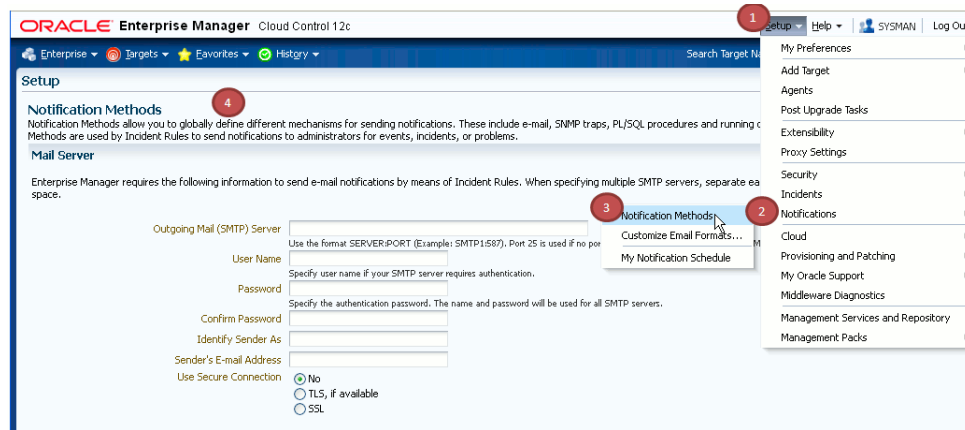 ORACLE Enterprise Manager Cloud Control 12c
1
Setup Help SYSMAN Log Ou
Enterprise Targets Favorites History
Search Target Na
Setup
4
Notification Methods
Notification Methods allow you to globally define different mechanisms for sending notifications. These include e-mail, SNMP traps, PL/SQL procedures and running o
Methods are used by Incident Rules to send notifications to administrators for events, incidents, or problems.
Mail Server
Enterprise Manager requires the following information to send e-mail notifications by means of Incident Rules. When specifying multiple SMTP servers, separate ea
space.
Outgoing Mail (SMTP) Server
Use the format SERVER:PORT (Example: SMTP1:587). Port 25 is used if no por
User Name
Specify user name if your SMTP server requires authentication.
Password
Specify the authentication password. The name and password will be used for all SMTP servers.
Confirm Password
Identify Sender As
Sender's E-mail Address
Use Secure Connection
No
TLS, if available
SSL
3
Notification Methods
Customize Email Formats...
My Notification Schedule
My Preferences
Add Target
Agents
Post Upgrade Tasks
Extensibility
Proxy Settings
Security
Incidents
2
Notifications
Cloud
Provisioning and Patching
My Oracle Support
Middleware Diagnostics
Management Services and Repository
Management Packs